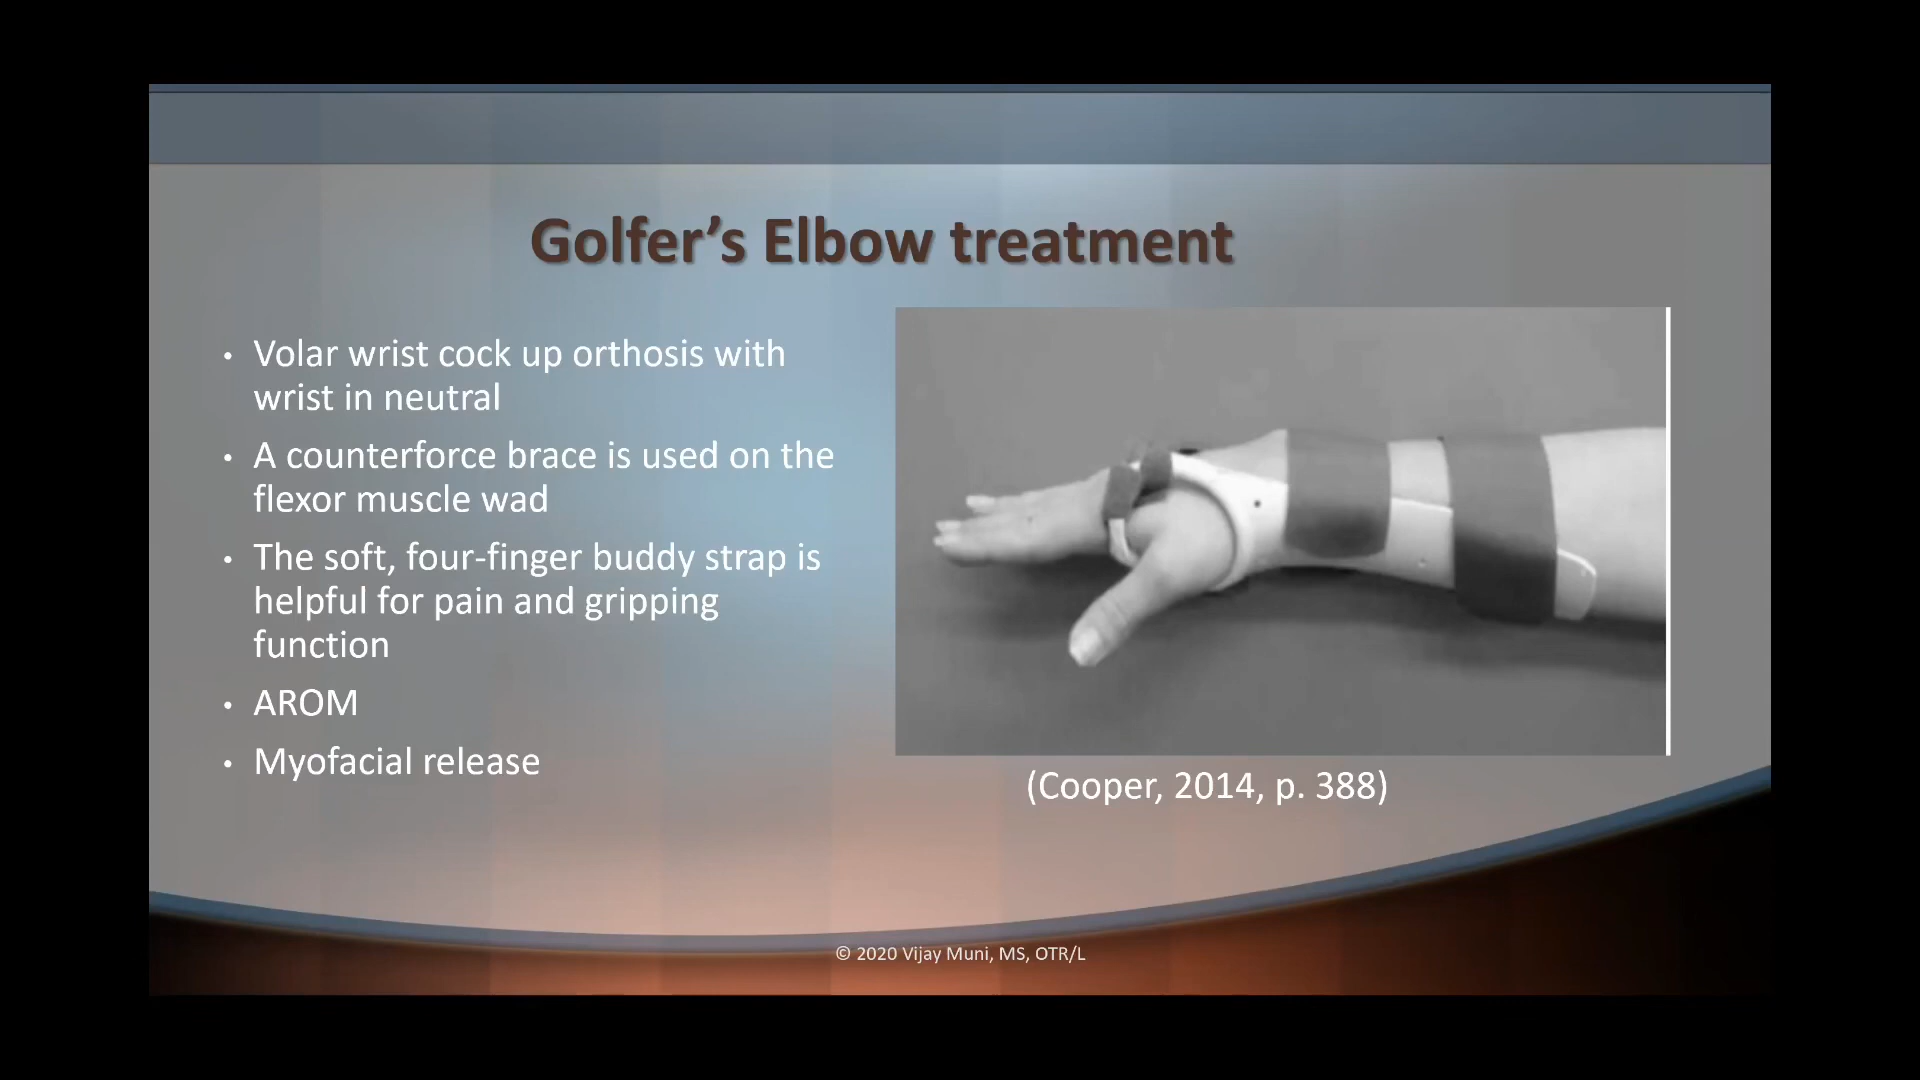 Golfer’s Elbow treatment
• Volar wrist cock up orthosis with
wrist in neutral
• A counterforce brace is used on the
flexor muscle wad
• The soft, four-finger buddy strap is
helpful for pain and gripping
function
• AROM
• Myofacial release
(Cooper, 2014, p. 388)
© 2020 Vijay Muni, MS, OTR/L